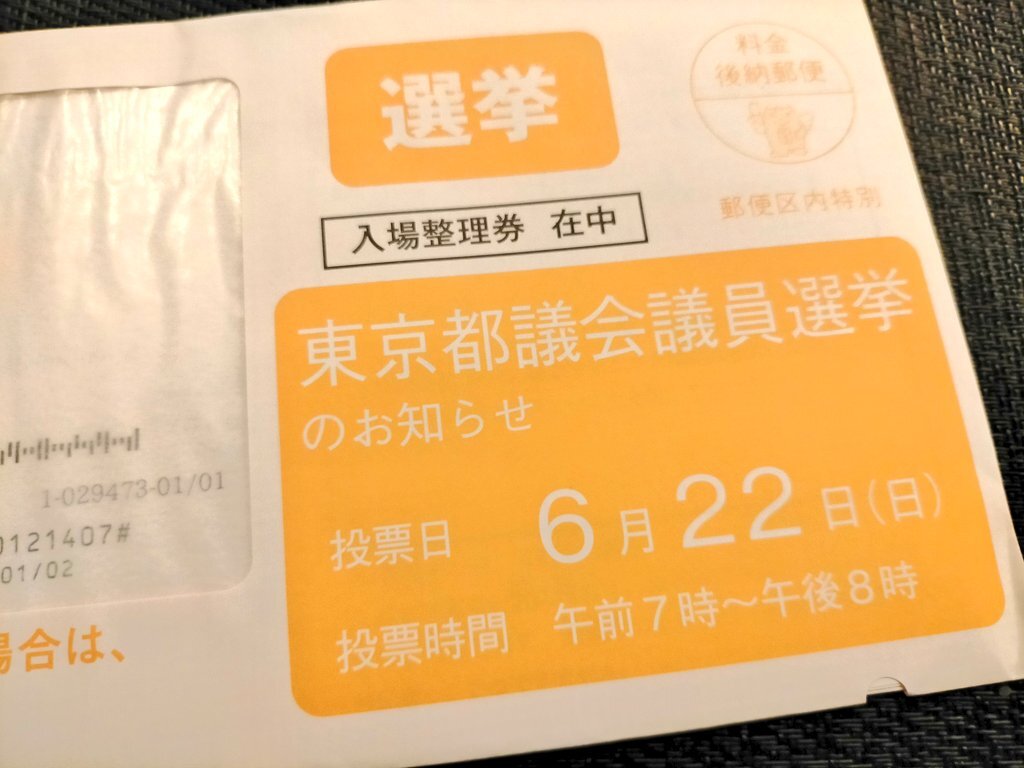 選挙
料金
後納郵便
郵便区内特別
入場整理券 在中
東京都議会議員選挙
のお知らせ
投票日 6月22日(日)
投票時間 午前7時~午後8時
1-029473-01/01
0121407#
01/02
場合は、